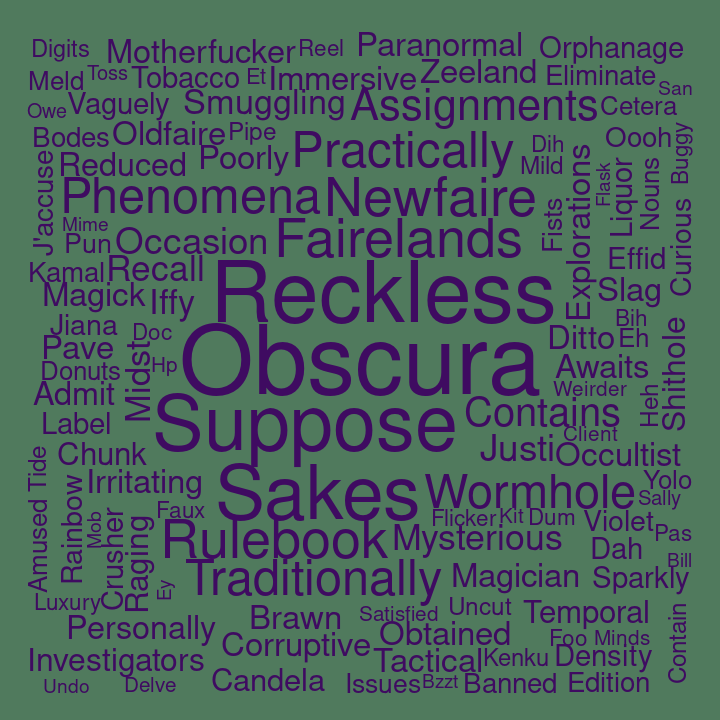 Digits Motherfucker Reel Paranormal Orphanage
Meld Toss Tobacco Et Immersive Zeeland Eliminate San
Owe Vaguely Smuggling Assignments Cetera
Bodes Oldfaire Pipe Practically Dih Oooh Buggy
J'accuse Reduced Poorly Mild Explorations Flask Liquor Nouns
Phenomena Newfaire Fists Curious
Mime Pun Occasion Fairelands Effid
Kamal Recall Reckless Slag
Magick Iffy Bih
Jiana Doc Obscura Ditto Eh
Pave Midst Hp Awaits Shithole
Donuts Weirder Heh
Admit Suppose Contains
Label Justi Client
Chunk Occultist
Amused Tide Irritating Sakes Wormhole Yolo
Rainbow Faux Flicker Kit Dum Violet Sally
Mob Crusher Raging Rulebook Mysterious Dah Pas
Ey Traditionally Magician Sparkly Bill
Luxury Satisfied Uncut Temporal
Personally Brawn Obtained Foo Minds Contain
Investigators Corruptive Tactical Kenku Density
Undo Delve Candela Issues Bzzt Banned Edition